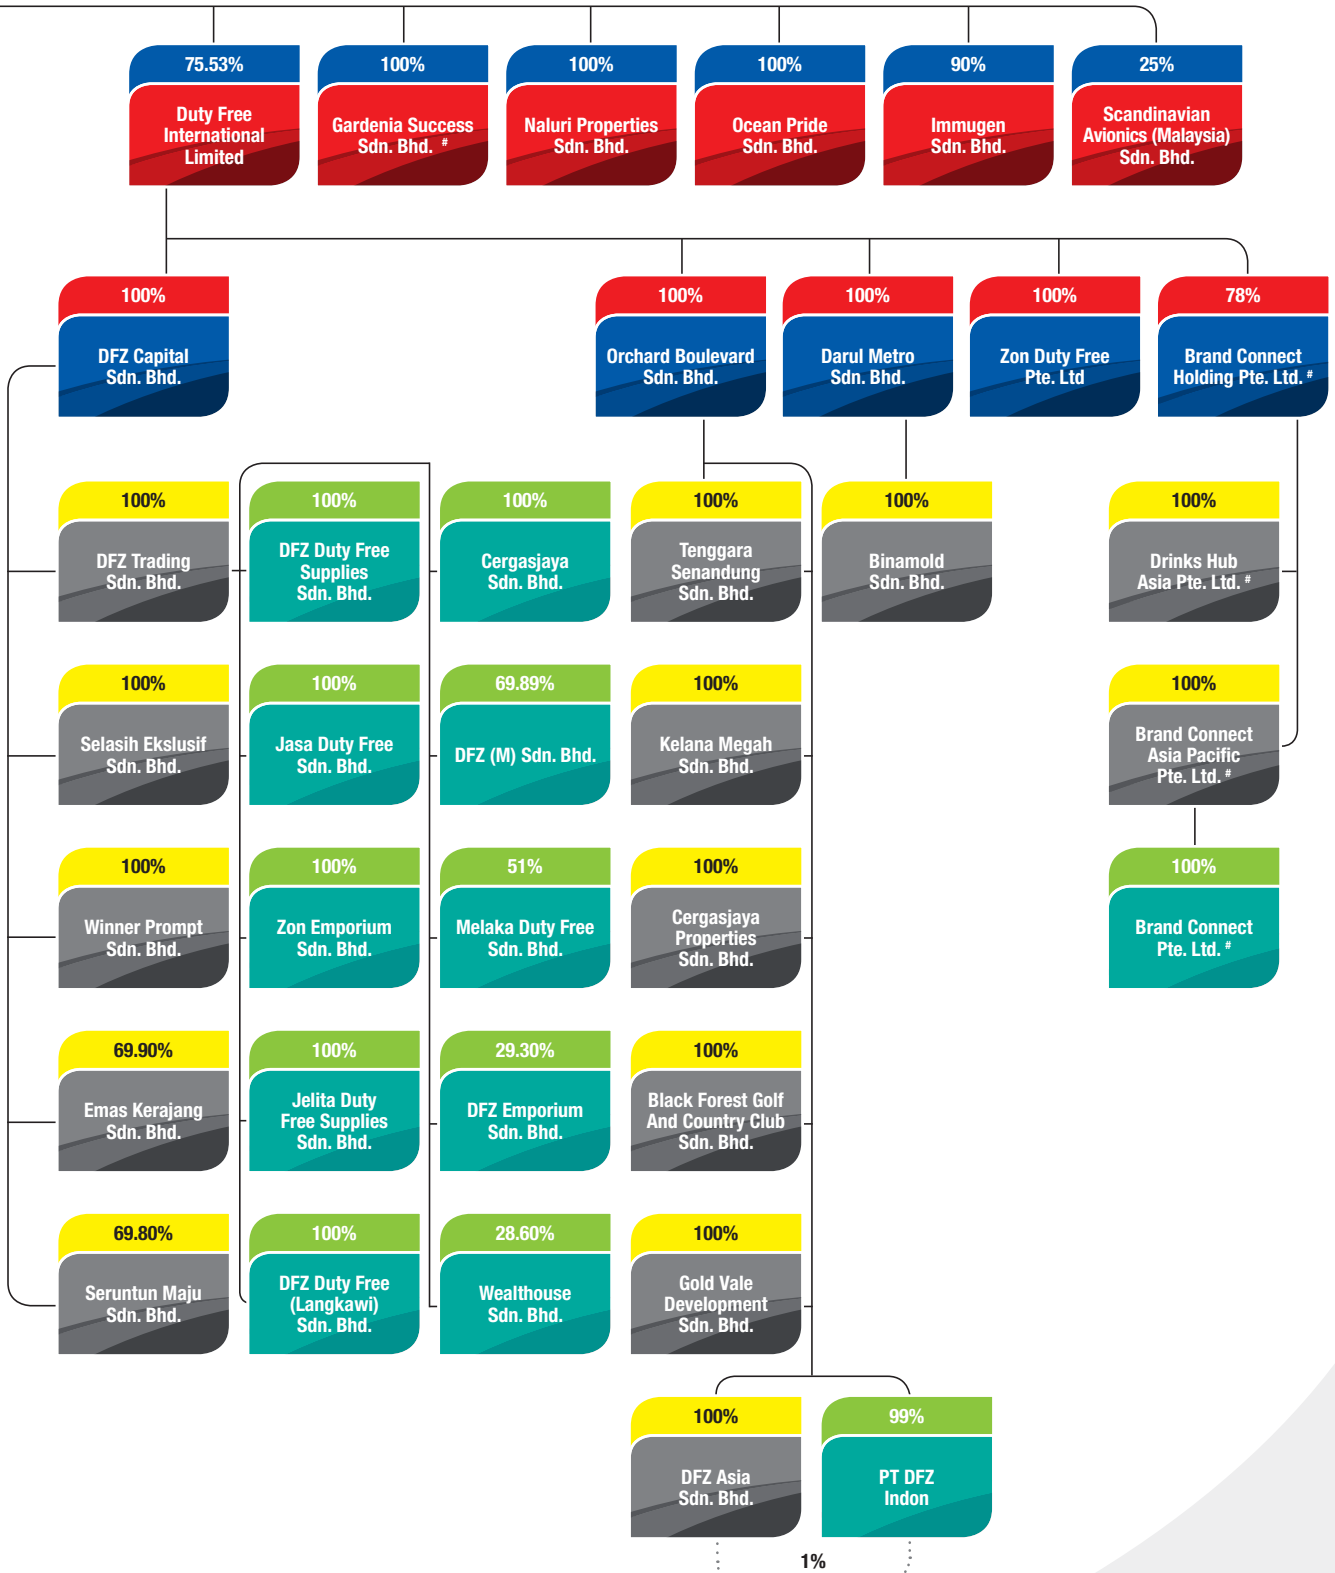 75.53%
Duty Free
International
Limited
100%
Gardenia Success
Sdn. Bhd. #
100%
Naluri Properties
Sdn. Bhd.
100%
Ocean Pride
Sdn. Bhd.
90%
Immugen
Sdn. Bhd.
25%
Scandinavian
Avionics (Malaysia)
Sdn. Bhd.
100%
DFZ Capital
Sdn. Bhd.
100%
Orchard Boulevard
Sdn. Bhd.
100%
Darul Metro
Sdn. Bhd.
100%
Zon Duty Free
Pte. Ltd
78%
Brand Connect
Holding Pte. Ltd. #
100%
DFZ Trading
Sdn. Bhd.
100%
DFZ Duty Free
Supplies
Sdn. Bhd.
100%
Cergasjaya
Sdn. Bhd.
100%
Tenggara
Senandung
Sdn. Bhd.
100%
Binamold
Sdn. Bhd.
100%
Drinks Hub
Asia Pte. Ltd. #
100%
Selasih Ekslusif
Sdn. Bhd.
100%
Jasa Duty Free
Sdn. Bhd.
69.89%
DFZ (M) Sdn. Bhd.
100%
Kelana Megah
Sdn. Bhd.
100%
Brand Connect
Asia Pacific
Pte. Ltd. #
100%
Winner Prompt
Sdn. Bhd.
100%
Zon Emporium
Sdn. Bhd.
51%
Melaka Duty Free
Sdn. Bhd.
100%
Cergasjaya
Properties
Sdn. Bhd.
100%
Brand Connect
Pte. Ltd. #
69.90%
Emas Kerajang
Sdn. Bhd.
100%
Jelita Duty
Free Supplies
Sdn. Bhd.
29.30%
DFZ Emporium
Sdn. Bhd.
100%
Black Forest Golf
And Country Club
Sdn. Bhd.
69.80%
Seruntun Maju
Sdn. Bhd.
100%
DFZ Duty Free
(Langkawi)
Sdn. Bhd.
28.60%
Wealthouse
Sdn. Bhd.
100%
Gold Vale
Development
Sdn. Bhd.
100%
DFZ Asia
Sdn. Bhd.
99%
PT DFZ
Indon
1%